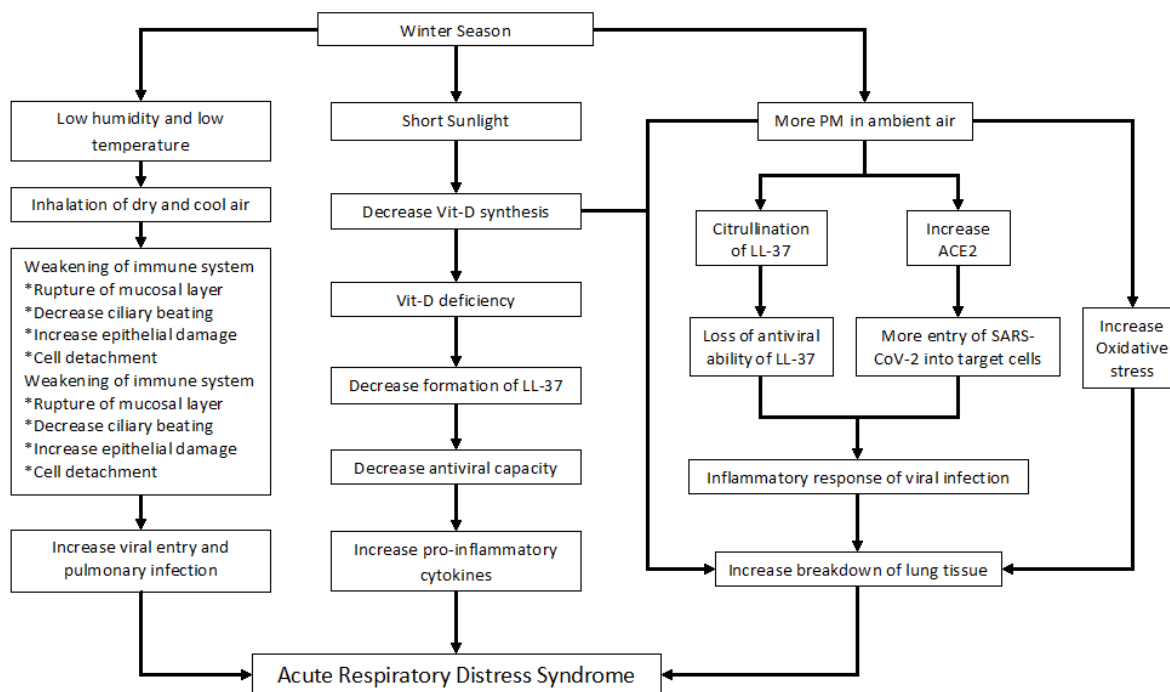 Winter Season
Low humidity and low
temperature
Inhalation of dry and cool air
Weakening of immune system
*Rupture of mucosal layer
*Decrease ciliary beating
*Increase epithelial damage
*Cell detachment
Weakening of immune system
*Rupture of mucosal layer
*Decrease ciliary beating
*Increase epithelial damage
*Cell detachment
Increase viral entry and
pulmonary infection
Short Sunlight
Decrease Vit-D synthesis
Vit-D deficiency
Decrease formation of LL-37
Decrease antiviral capacity
Increase pro-inflammatory
cytokines
More PM in ambient air
Citrullination
of LL-37
Loss of antiviral
ability of LL-37
Increase
ACE2
More entry of SARS-
CoV-2 into target cells
Increase
Oxidative
stress
Inflammatory response of viral infection
Increase breakdown of lung tissue
Acute Respiratory Distress Syndrome